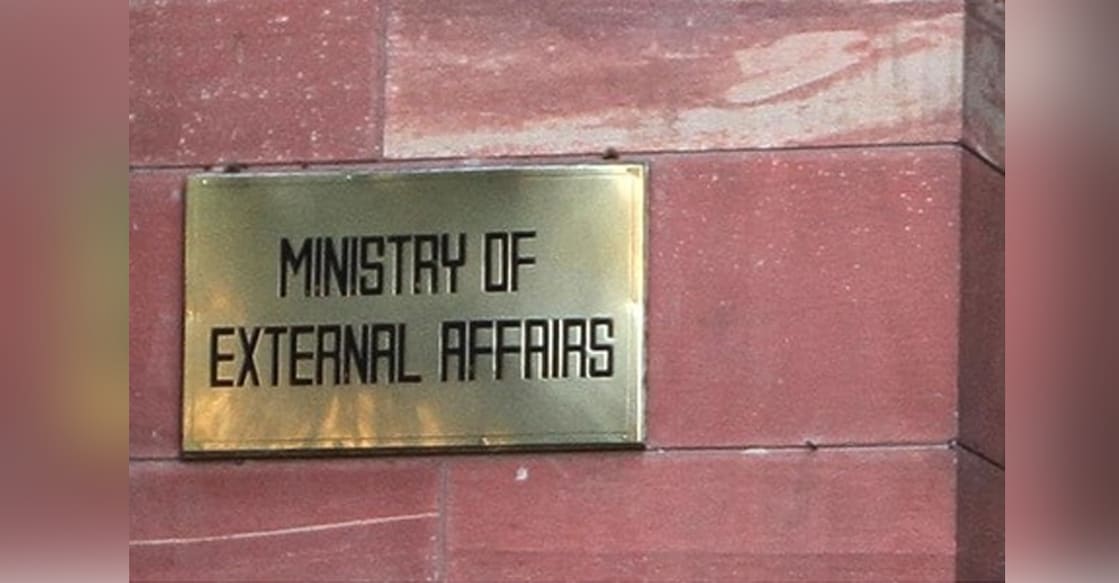 MINISTRY OF
EXTERNAL AFFAIRS